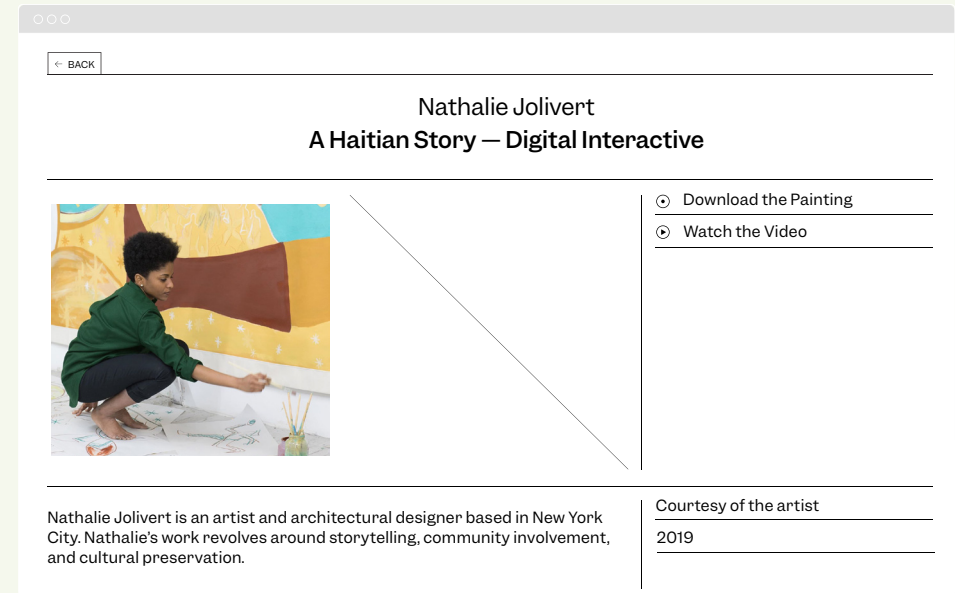 ← BACK
Nathalie Jolivert
A Haitian Story — Digital Interactive
Download the Painting
Watch the Video
Nathalie Jolivert is an artist and architectural designer based in New York
City. Nathalie’s work revolves around storytelling, community involvement,
and cultural preservation.
Courtesy of the artist
2019